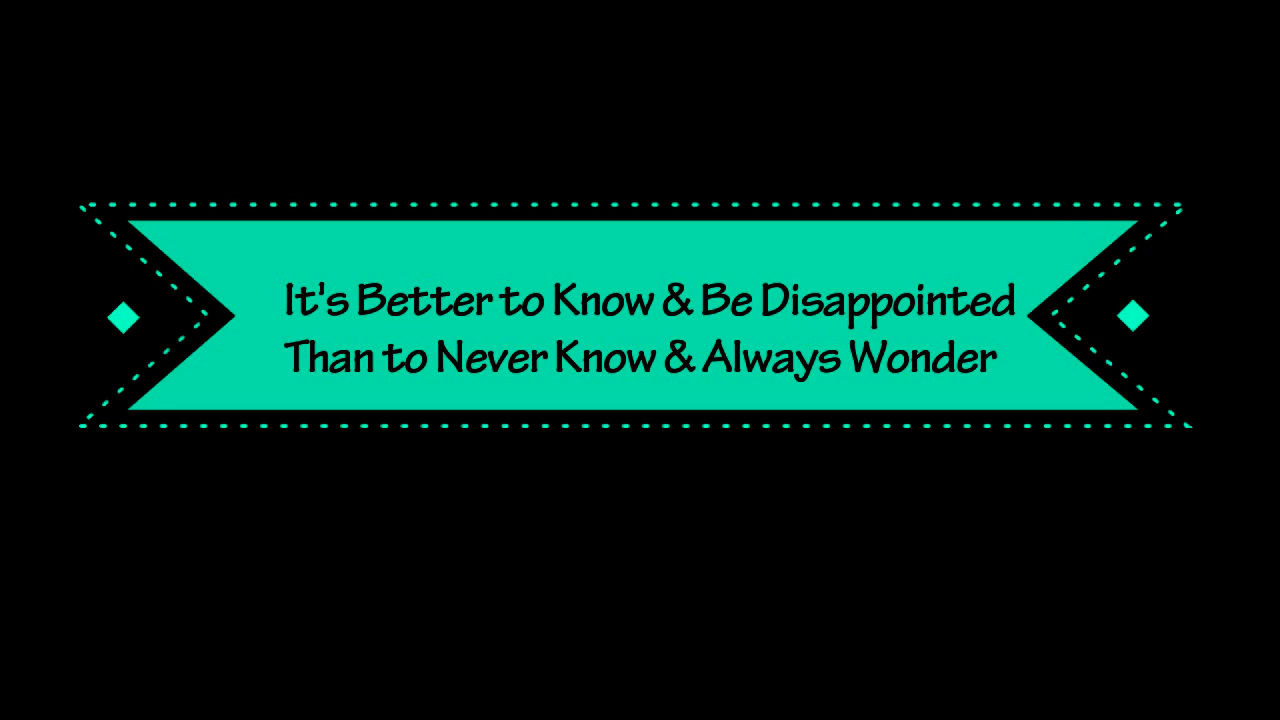 It's Better to Know & Be Disappointed
Than to Never Know & Always Wonder